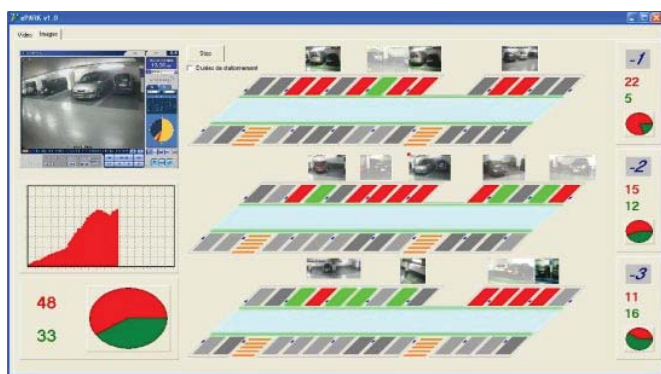 ePARK v1.0
Video Images
Stop
Durées de stationnement
-1
22
5
-2
15
12
-3
11
16
48
33